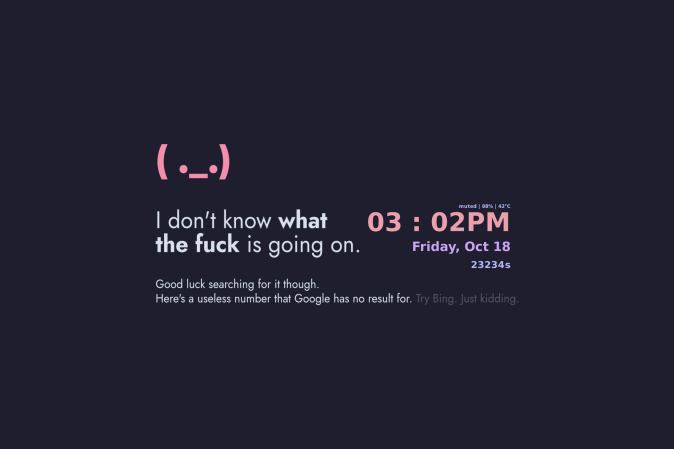 ( ._.)
I don't know what
the fuck is going on.
muted | 88% | 42°C
03 : 02PM
Friday, Oct 18
23234s
Good luck searching for it though.
Here's a useless number that Google has no result for. Try Bing. Just kidding.